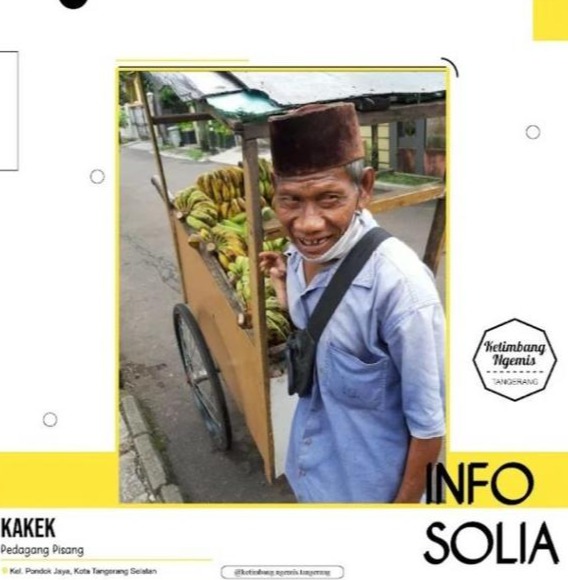 Ketimbang
Ngemis
TANGERANG
INFO
SOLIA
KAKEK
Pedagang Pisang
Kel. Pondok Jaya, Kota Tangerang Selatan
@ketimbang.ngemis.tangerang